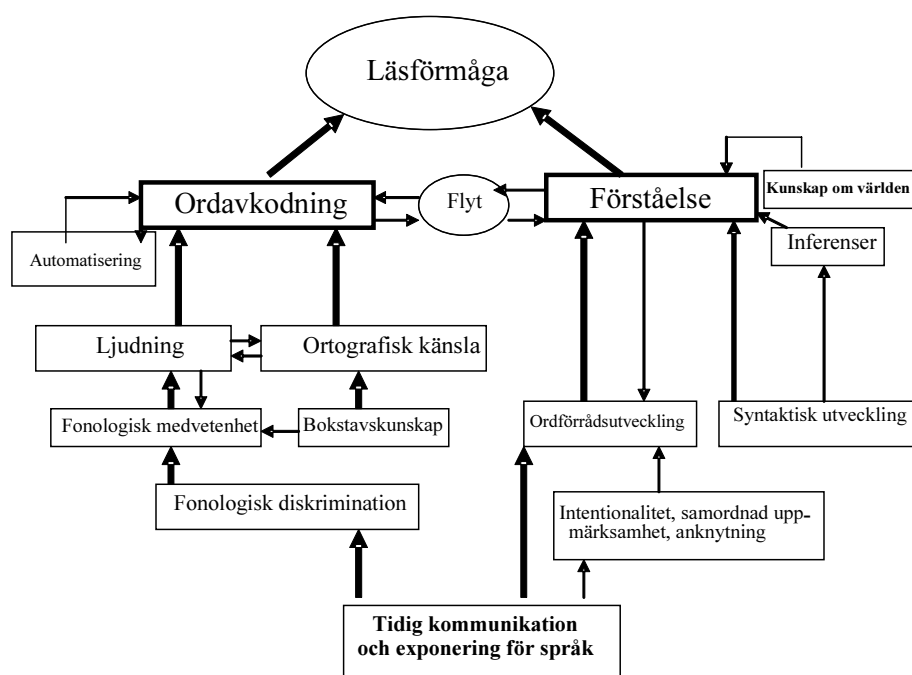 Läsförmåga
Kunskap om världen
Ordavkodning
Flyt
Förståelse
Inferenser
Automatisering
Ljudning
Ortografisk känsla
Fonologisk medvetenhet
Bokstavskunskap
Ordförrådsutveckling
Syntaktisk utveckling
Fonologisk diskrimination
Intentionalitet, samordnad upp-
märksamhet, anknytning
Tidig kommunikation
och exponering för språk